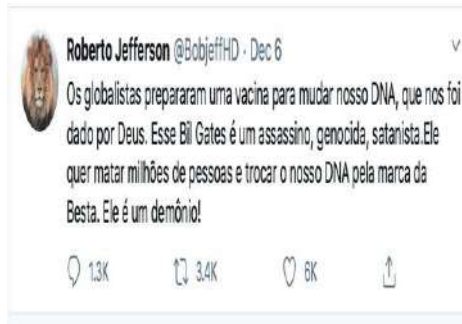 Roberto Jefferson @BobjeffHD · Dec 6
Os globalistas prepararam uma vacina para mudar nosso DNA, que nos foi
dado por Deus. Esse Bil Gates é um assassino, genocida, satanista.Ele
quer matar milhões de pessoas e trocar o nosso DNA pela marca da
Besta. Ele é um demônio!
1.3K 3.4K 6K